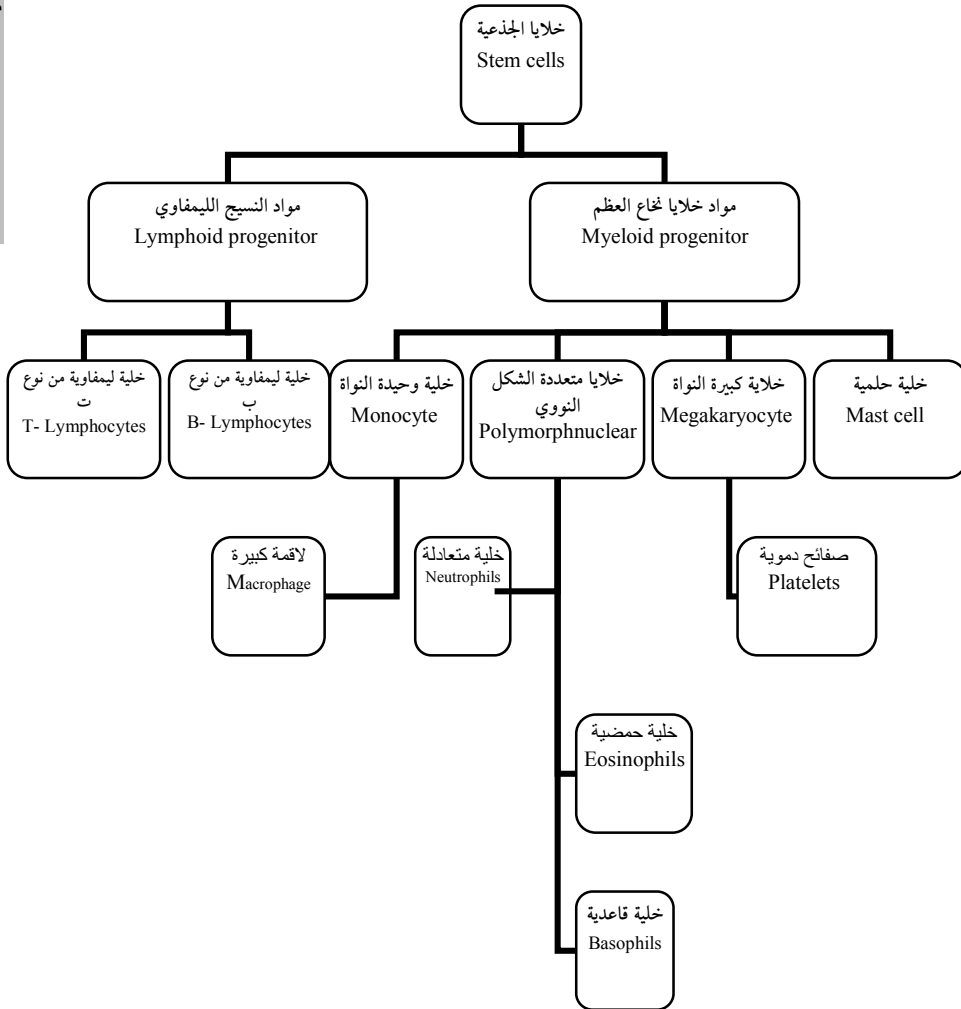 خلايا الجذعية
Stem cells
مواد النسيج الليمفاوي
Lymphoid progenitor
مواد خلايا نخاع العظم
Myeloid progenitor
خلية ليمفاوية من نوع
ت
T- Lymphocytes
خلية ليمفاوية من نوع
ب
B- Lymphocytes
خلية وحيدة النواة
Monocyte
خلايا متعددة الشكل
النووي
Polymorphnuclear
خلاية كبيرة النواة
Megakaryocyte
خلية حلمية
Mast cell
لاقمة كبيرة
Macrophage
خلية متعادلة
Neutrophils
صفائح دموية
Platelets
خلية حمضية
Eosinophils
خلية قاعدية
Basophils